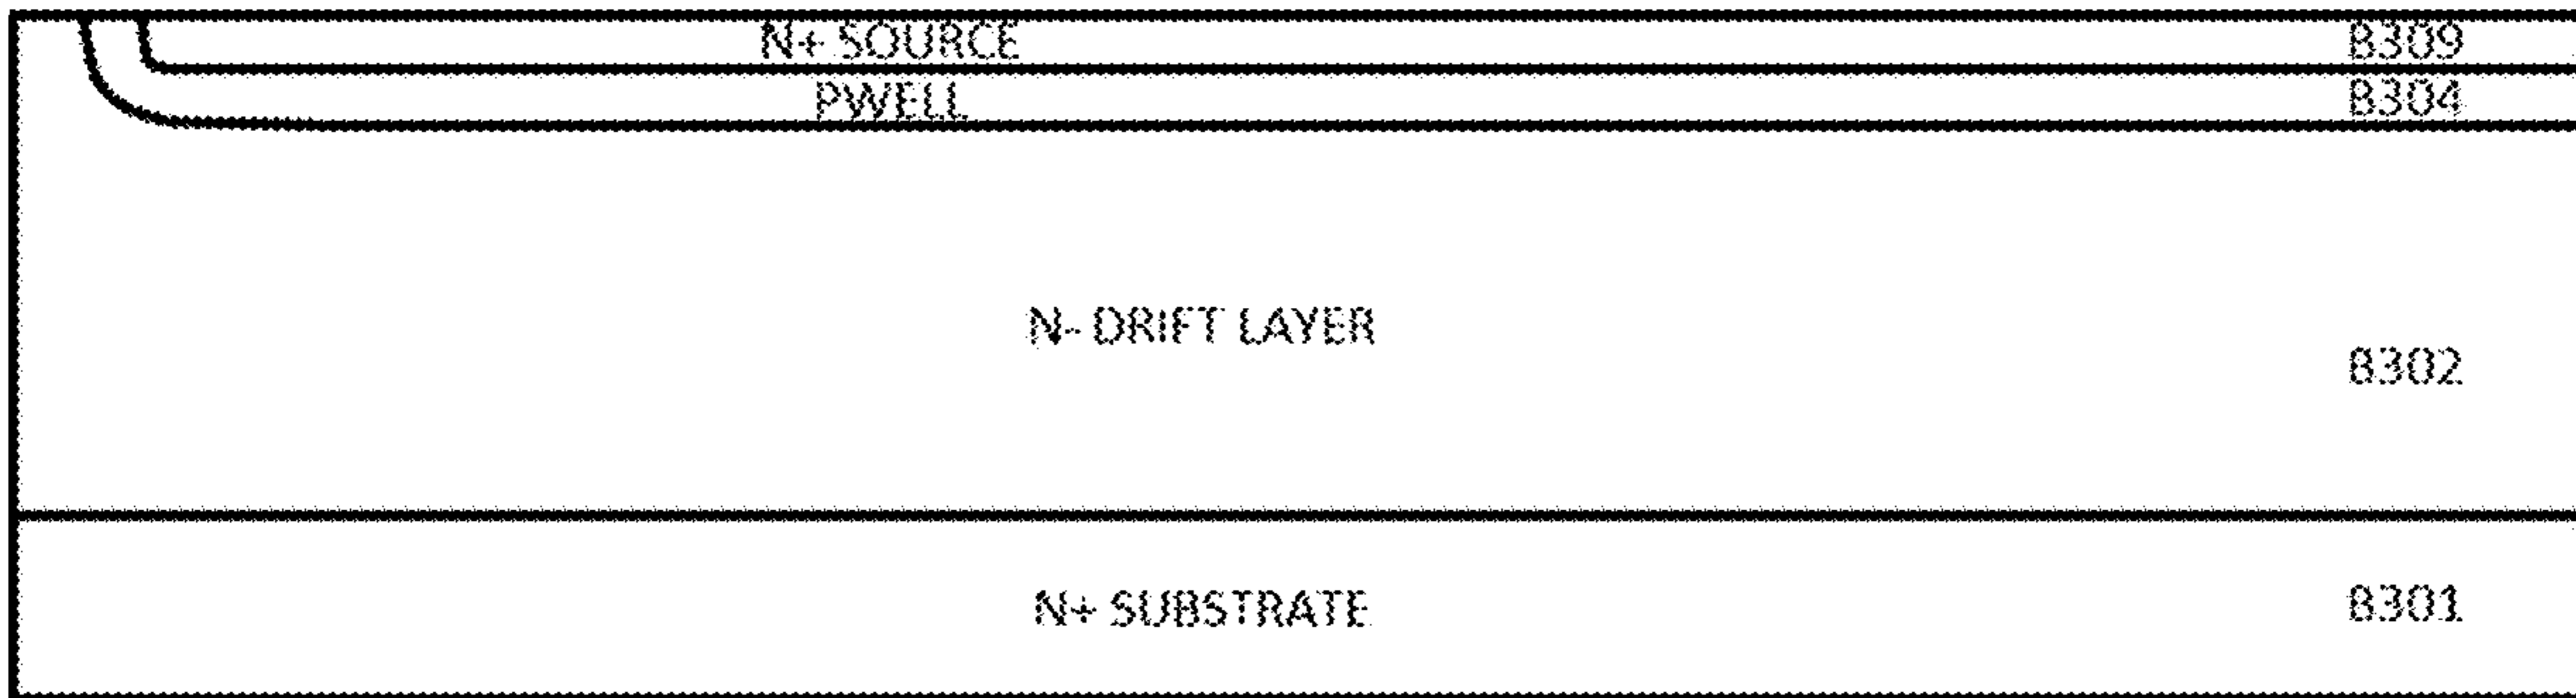 N+ SOURCE B309
PWELL B304
N- DRIFT LAYER
B302
N+ SUBSTRATE B301